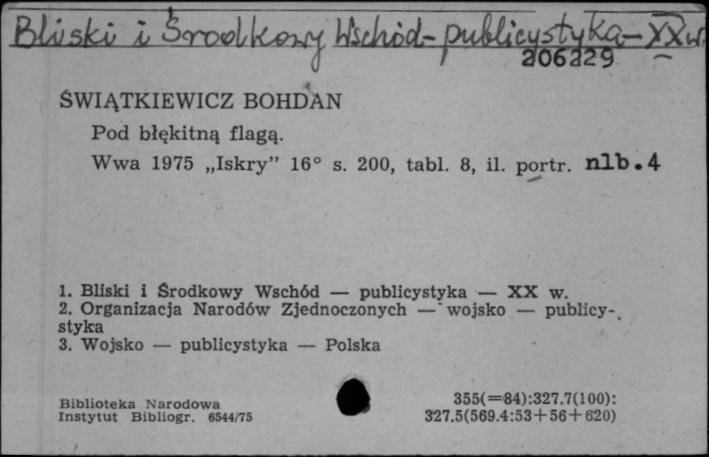 Bliski i Środkowy Wschód - publicystyka - XX w.
206229
ŚWIĄTKIEWICZ BOHDAN
Pod błękitną flagą.
Wwa 1975 „Iskry” 16° s. 200, tabl. 8, il. portr. nlb.4
1. Bliski i Środkowy Wschód — publicystyka — XX w.
2. Organizacja Narodów Zjednoczonych — wojsko — publicy-
styka
3. Wojsko — publicystyka — Polska
Biblioteka Narodowa
Instytut Bibliogr. 6544/75
355(=84):327.7(100):
327.5(569.4:53+56+620)